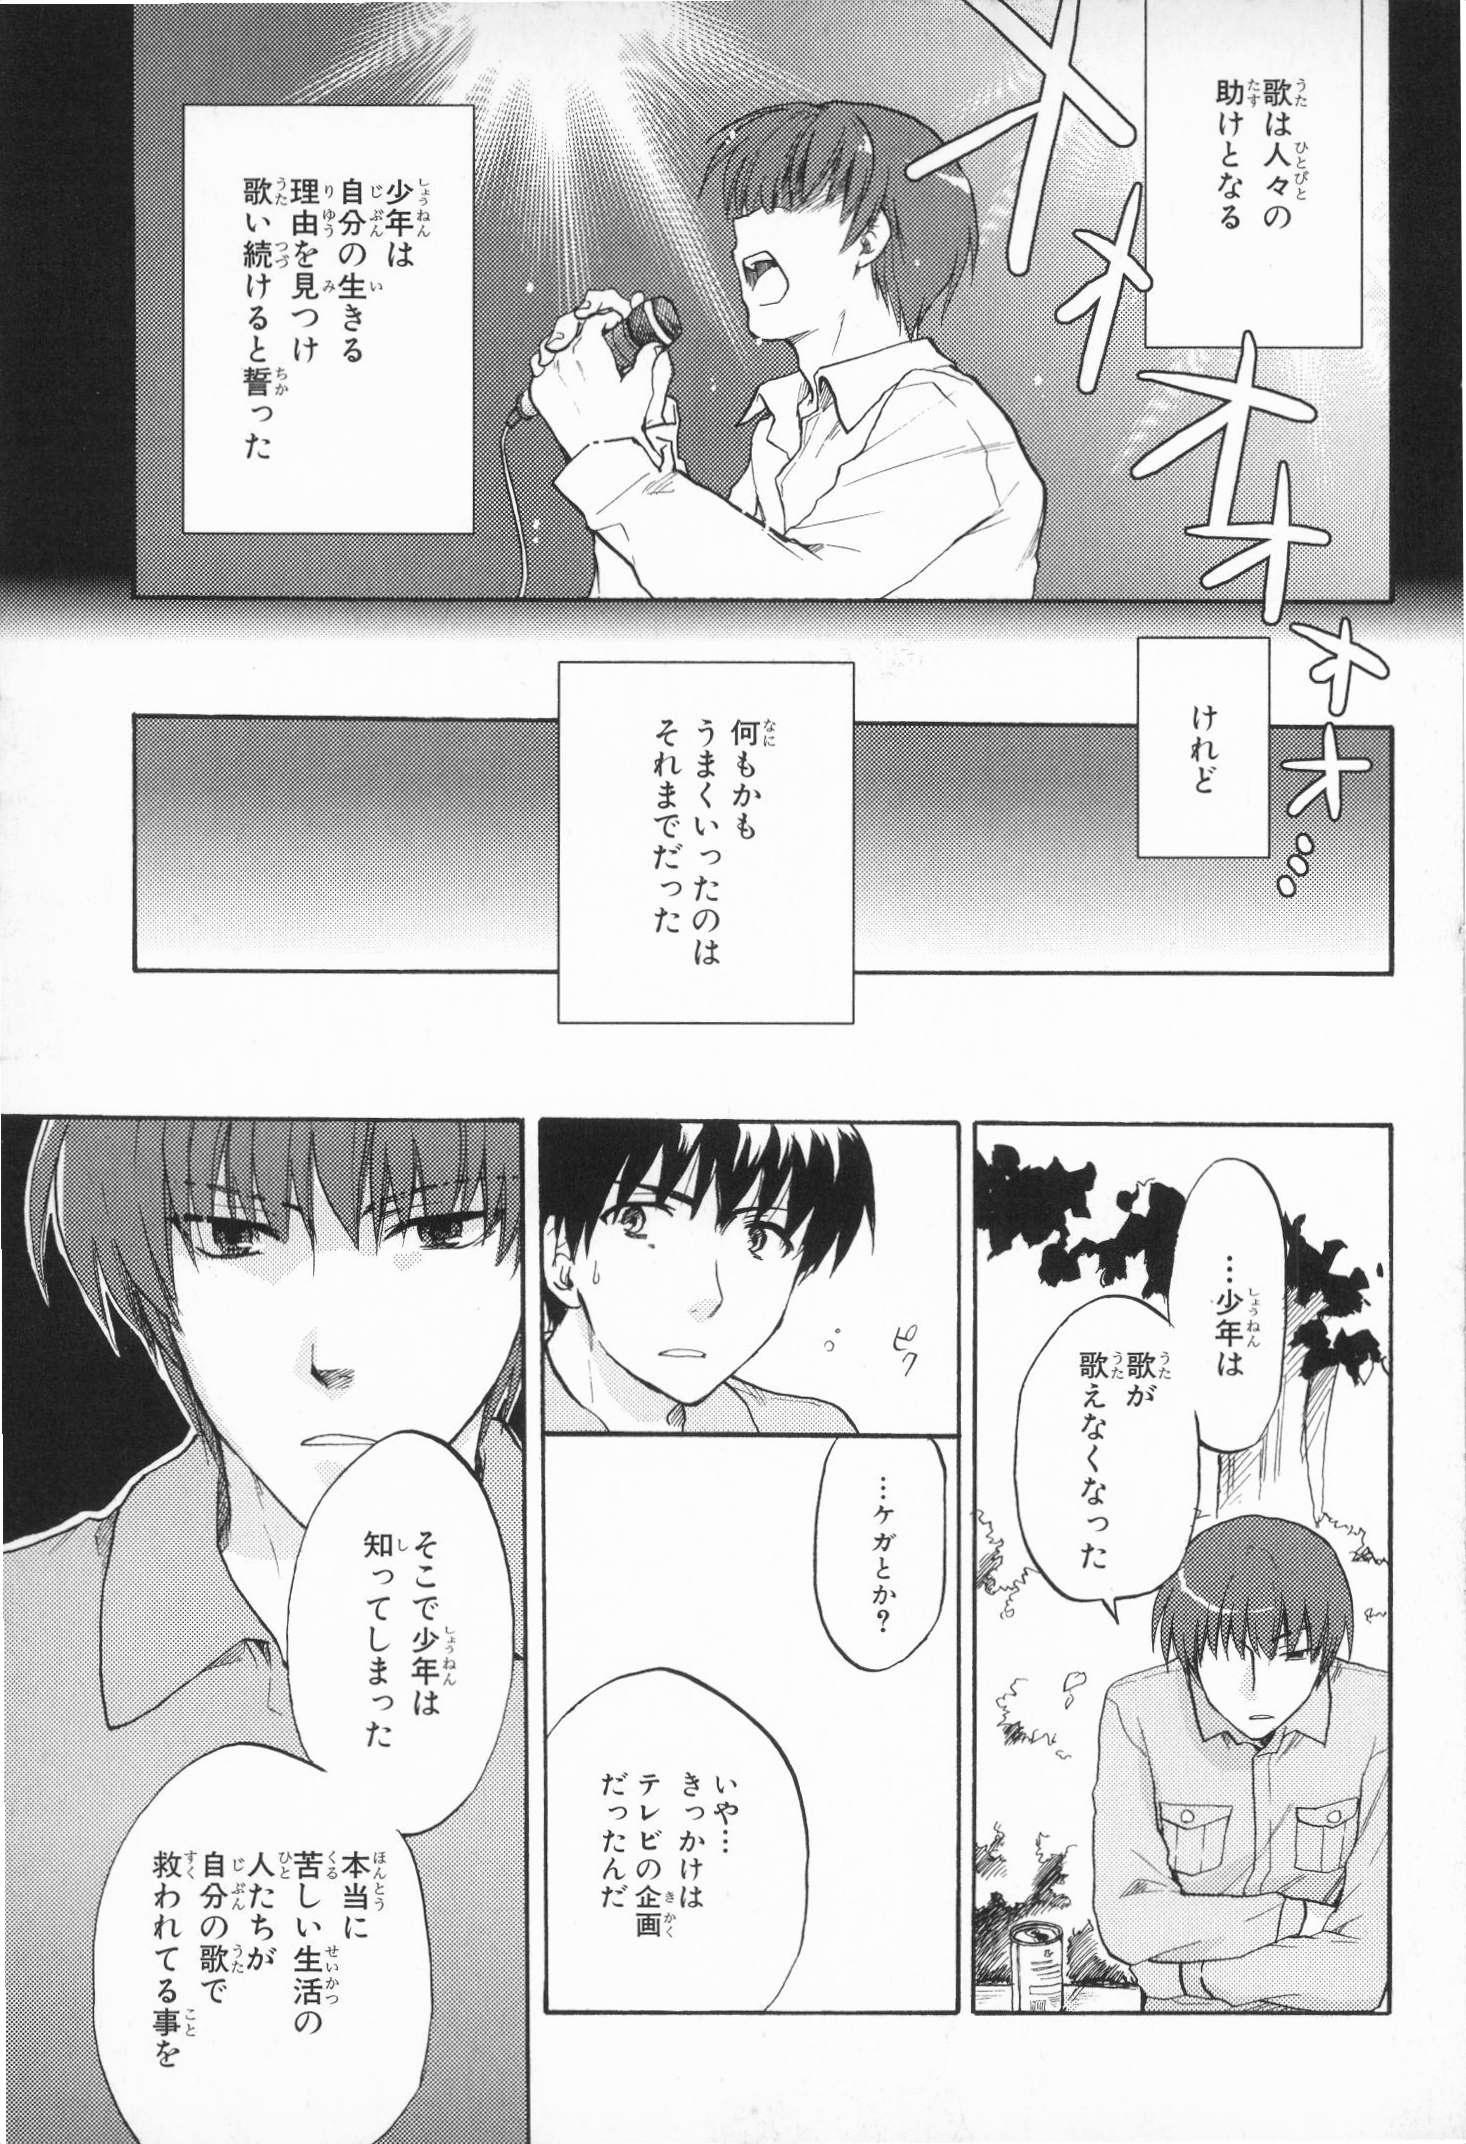 歌は人々の
助けとなる
少年は
自分の生きる
理由を見つけ
歌い続けると誓った
けれど
何もかも
うまくいったのは
それまでだった
…少年は
歌が
歌えなくなった
ピク
…ケガとか?
いや…
きっかけは
テレビの企画
だったんだ
そこで少年は
知ってしまった
本当に
苦しい生活の
人たちが
自分の歌で
救われてる事を